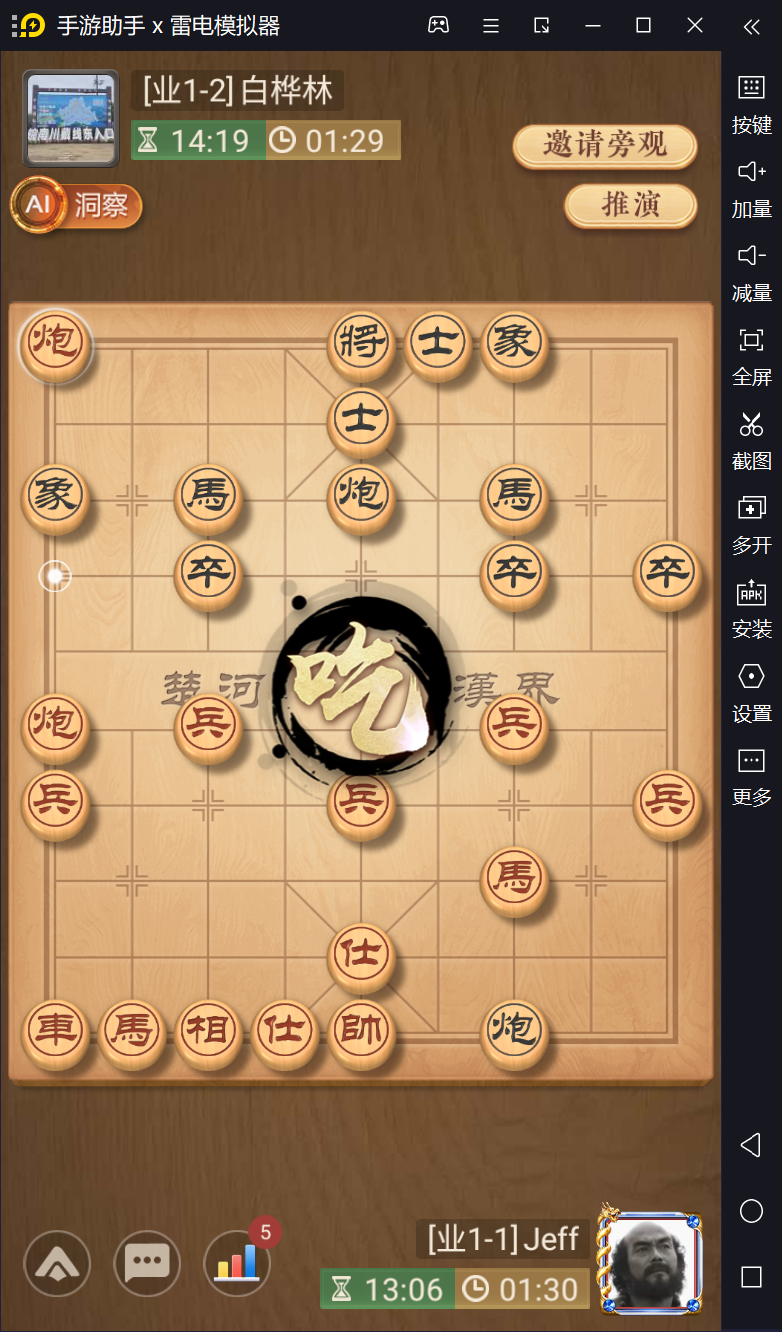 手游助手 x 雷电模拟器
[业1-2] 白桦林
14:19 01:29
邀请旁观
AI 洞察
推演
按键
加量
减量
全屏
截图
多开
APK
安装
设置
更多
炮 將 士 象
士
象 馬 炮 馬
卒 卒 卒
楚河 吃 漢界
炮 兵 兵
兵 兵 兵
馬
仕
車 馬 相 仕 帥 炮
5
[业1-1] Jeff
13:06 01:30